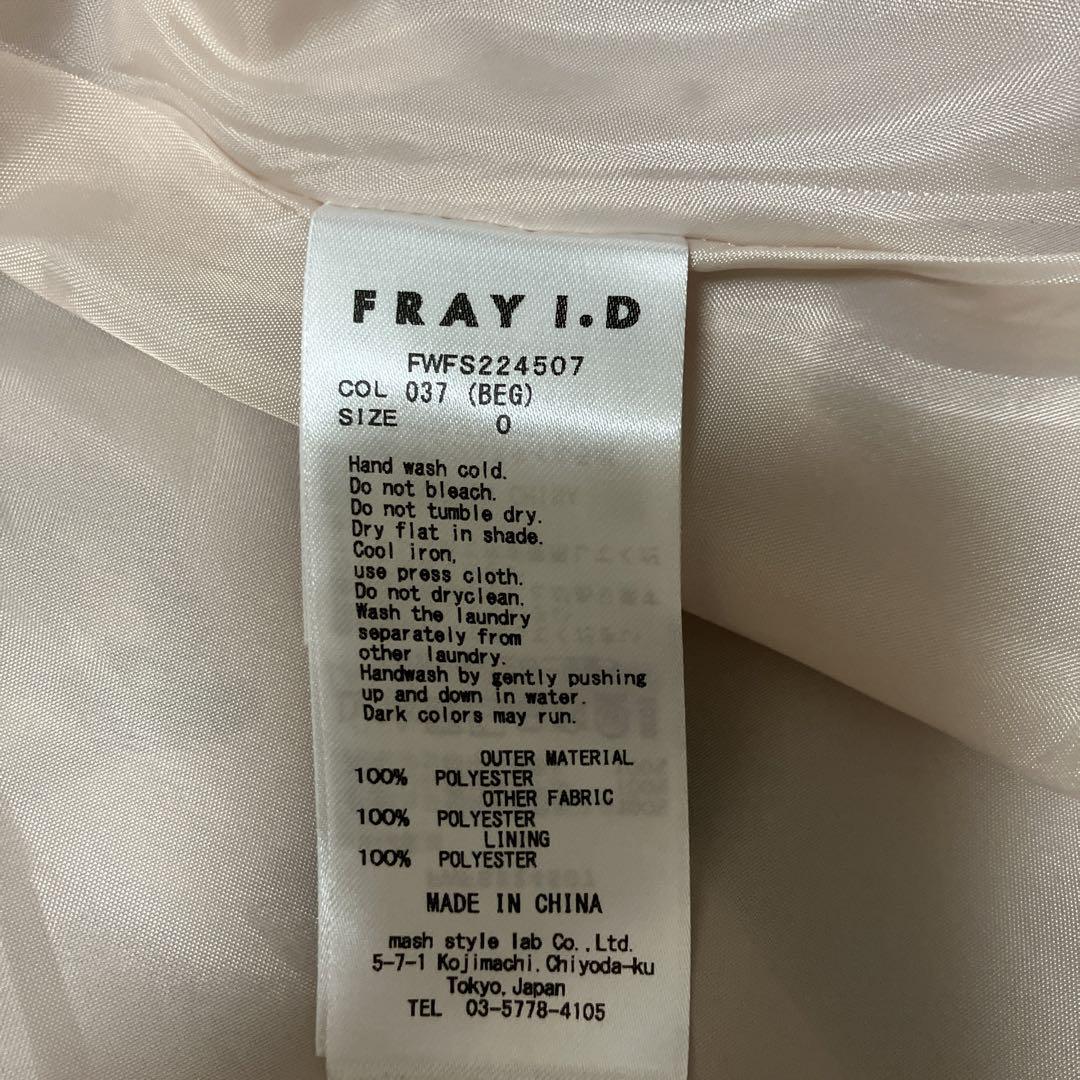 FRAY I.D
FWFS224507
COL 037 (BEG)
SIZE 0
Hand wash cold.
Do not bleach.
Do not tumble dry.
Dry flat in shade.
Cool iron,
use press cloth.
Do not dryclean.
Wash the laundry
separately from
other laundry.
Handwash by gently pushing
up and down in water.
Dark colors may run.
OUTER MATERIAL
100% POLYESTER
OTHER FABRIC
100% POLYESTER
LINING
100% POLYESTER
MADE IN CHINA
mash style lab Co.,Ltd.
5-7-1 Kojimachi.Chiyoda-ku
Tokyo,Japan
TEL 03-5778-4105